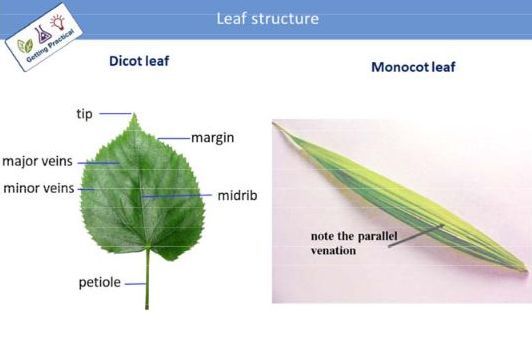 Leaf structure
Getting Practical
Dicot leaf
Monocot leaf
tip
margin
major veins
minor veins
midrib
petiole
note the parallel
venation